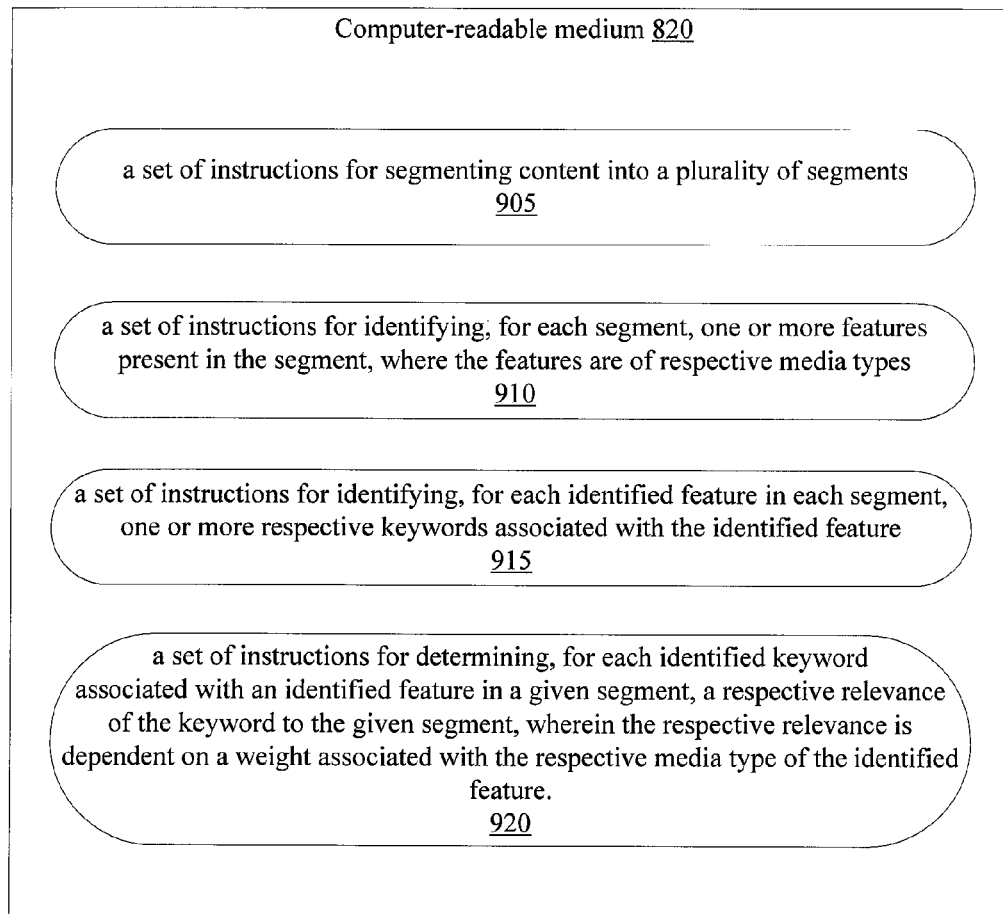 Computer-readable medium 820
a set of instructions for segmenting content into a plurality of segments
905
a set of instructions for identifying, for each segment, one or more features
present in the segment, where the features are of respective media types
910
a set of instructions for identifying, for each identified feature in each segment,
one or more respective keywords associated with the identified feature
915
a set of instructions for determining, for each identified keyword
associated with an identified feature in a given segment, a respective relevance
of the keyword to the given segment, wherein the respective relevance is
dependent on a weight associated with the respective media type of the identified
feature.
920